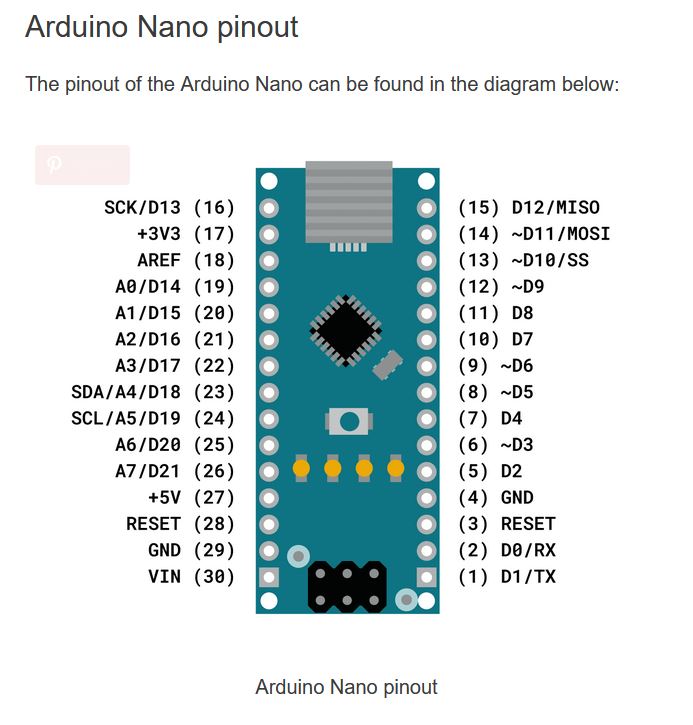 Arduino Nano pinout
The pinout of the Arduino Nano can be found in the diagram below:
SCK/D13 (16) (15) D12/MISO
+3V3 (17) (14) ~D11/MOSI
AREF (18) (13) ~D10/SS
A0/D14 (19) (12) ~D9
A1/D15 (20) (11) D8
A2/D16 (21) (10) D7
A3/D17 (22) (9) ~D6
SDA/A4/D18 (23) (8) ~D5
SCL/A5/D19 (24) (7) D4
A6/D20 (25) (6) ~D3
A7/D21 (26) (5) D2
+5V (27) (4) GND
RESET (28) (3) RESET
GND (29) (2) D0/RX
VIN (30) (1) D1/TX
Arduino Nano pinout